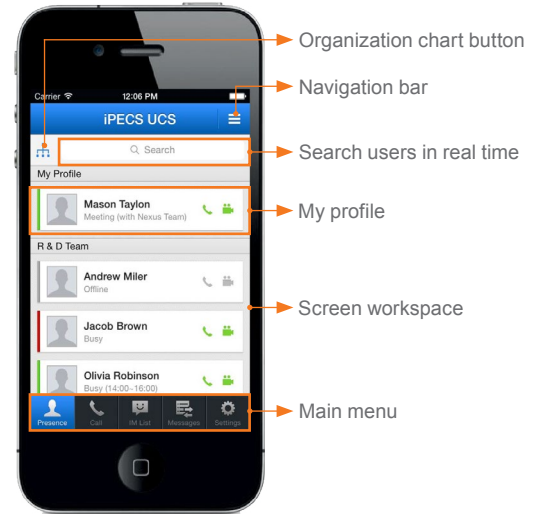 Organization chart button
Carrier 12:06 PM
Navigation bar
iPECS UCS
Search
Search users in real time
My Profile
Mason Taylon
Meeting (with Nexus Team)
My profile
R & D Team
Andrew Miler
Offline
Screen workspace
Jacob Brown
Busy
Olivia Robinson
Busy (14:00~16:00)
Presence Call IM List Messages Settings
Main menu